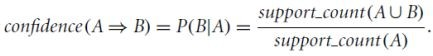 confidence(A ⇒ B) = P(B|A) = support_count(A ∪ B) / support_count(A).